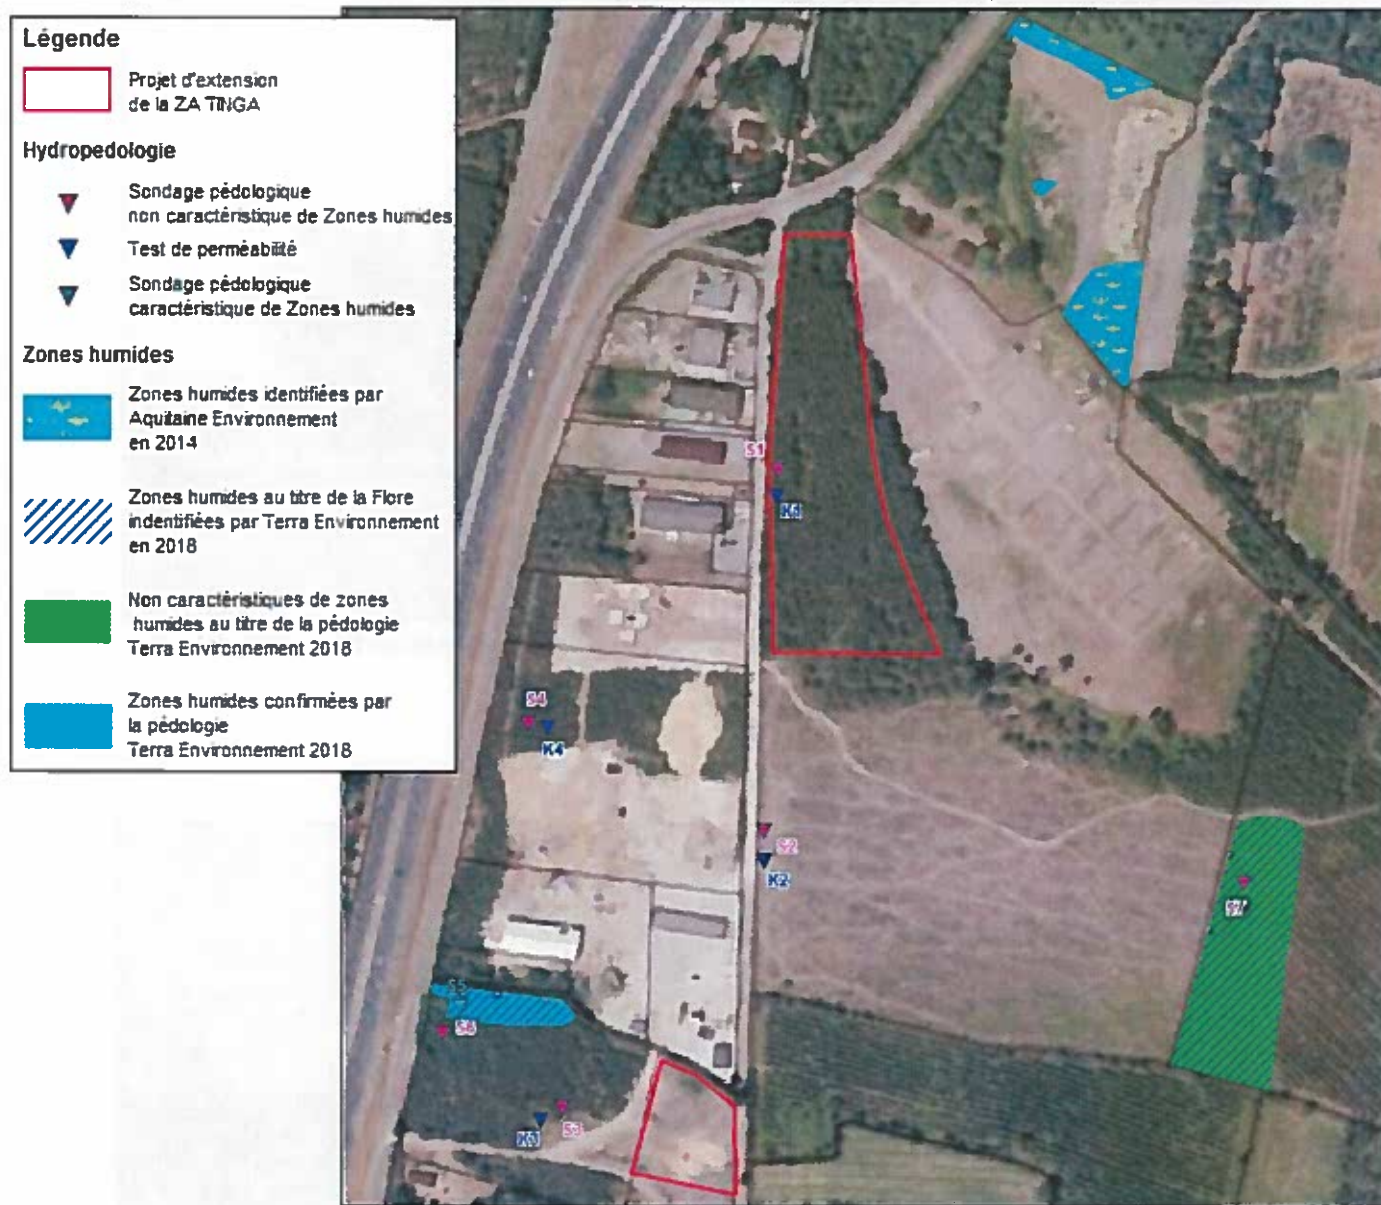 Légende
Projet d'extension
de la ZA TINGA
Hydropedologie
Sondage pédologique
non caractéristique de Zones humides
Test de perméabilité
Sondage pédologique
caractéristique de Zones humides
Zones humides
Zones humides identifiées par
Aquitaine Environnement
en 2014
Zones humides au titre de la Flore
indentifiées par Terra Environnement
en 2018
Non caractéristiques de zones
humides au titre de la pédologie
Terra Environnement 2018
Zones humides confirmées par
la pédologie
Terra Environnement 2018
S1
K1
S4
K4
S2
K2
S7
S5
S6
K3
S3